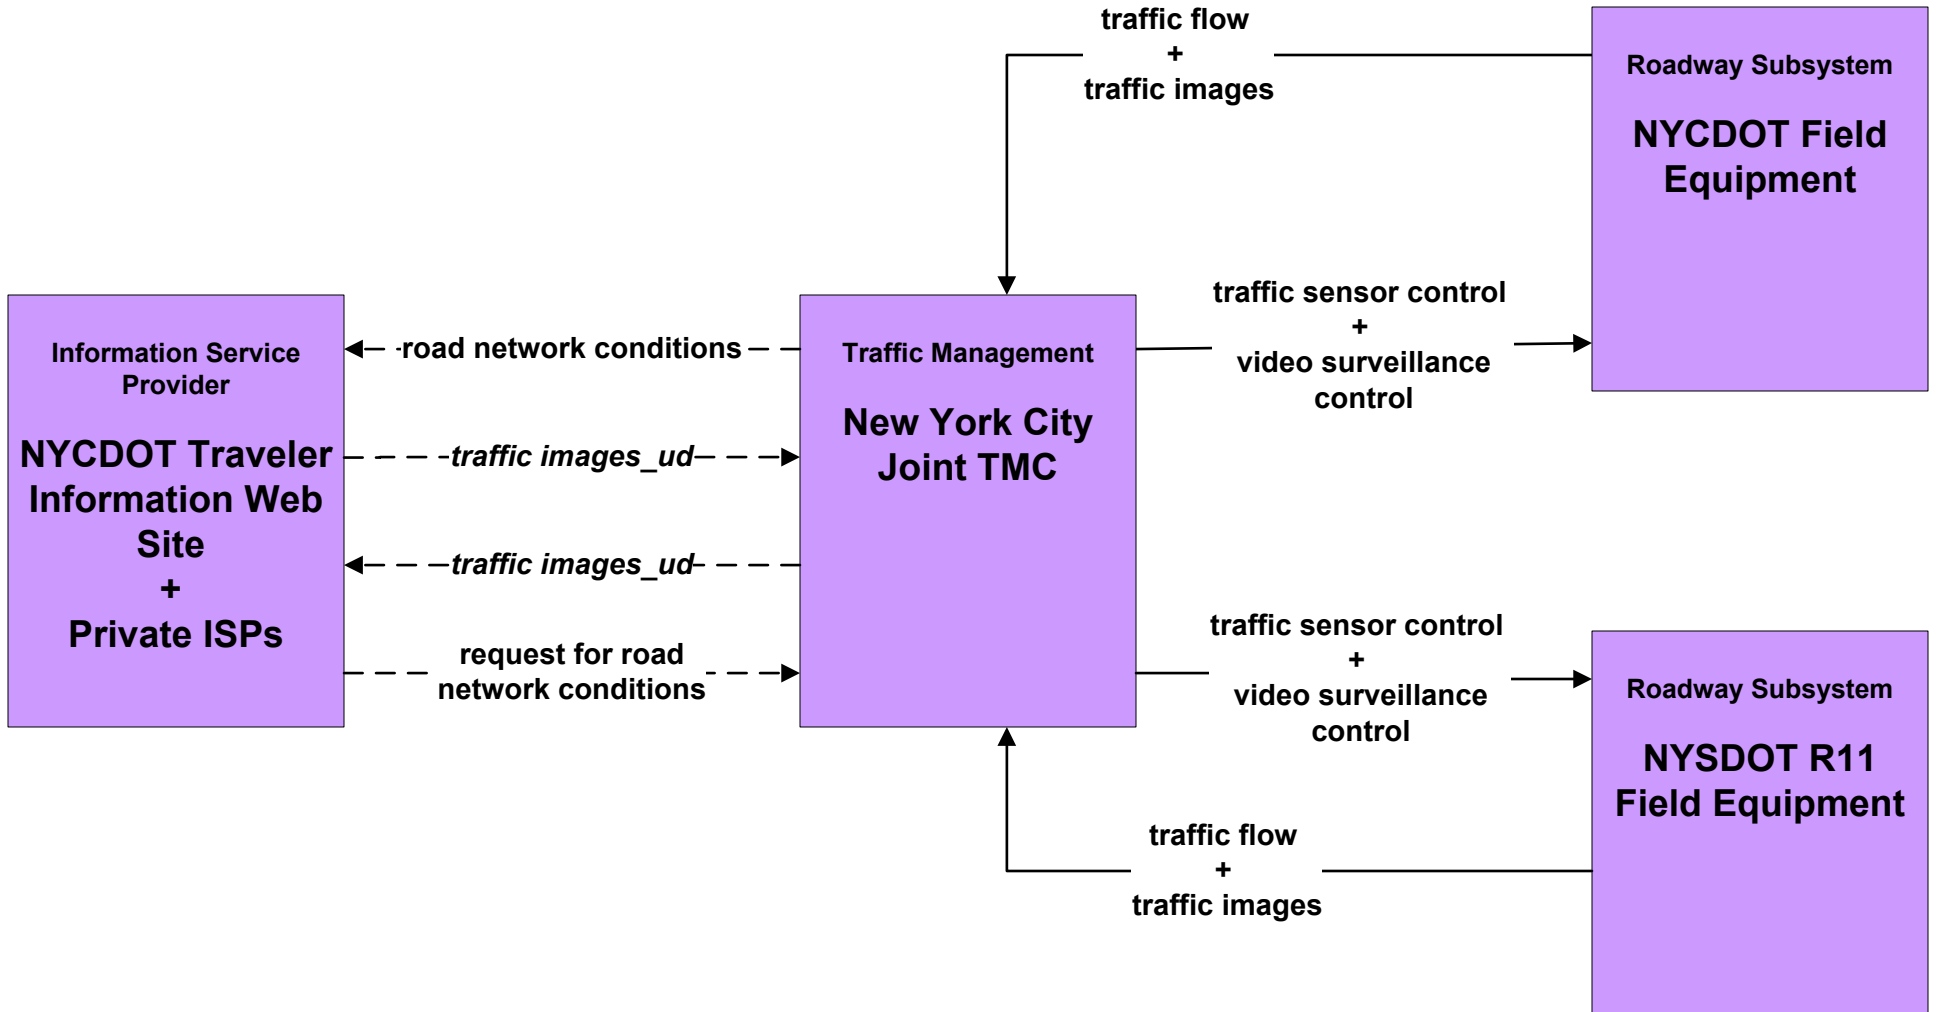 traffic flow
+
traffic images
Roadway Subsystem
NYCDOT Field
Equipment
traffic sensor control
+
video surveillance
control
Information Service
Provider
NYCDOT Traveler
Information Web
Site
+
Private ISPs
road network conditions
traffic images_ud
traffic images_ud
request for road
network conditions
Traffic Management
New York City
Joint TMC
traffic sensor control
+
video surveillance
control
Roadway Subsystem
NYSDOT R11
Field Equipment
traffic flow
+
traffic images